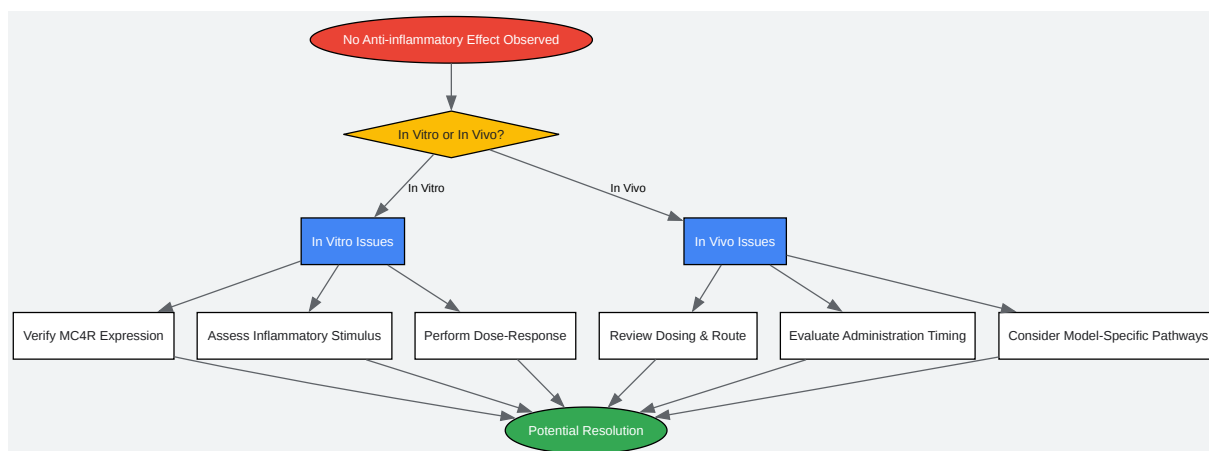 No Anti-inflammatory Effect Observed
In Vitro or In Vivo?
In Vitro
In Vivo
In Vitro Issues
In Vivo Issues
Verify MC4R Expression
Assess Inflammatory Stimulus
Perform Dose-Response
Review Dosing & Route
Evaluate Administration Timing
Consider Model-Specific Pathways
Potential Resolution